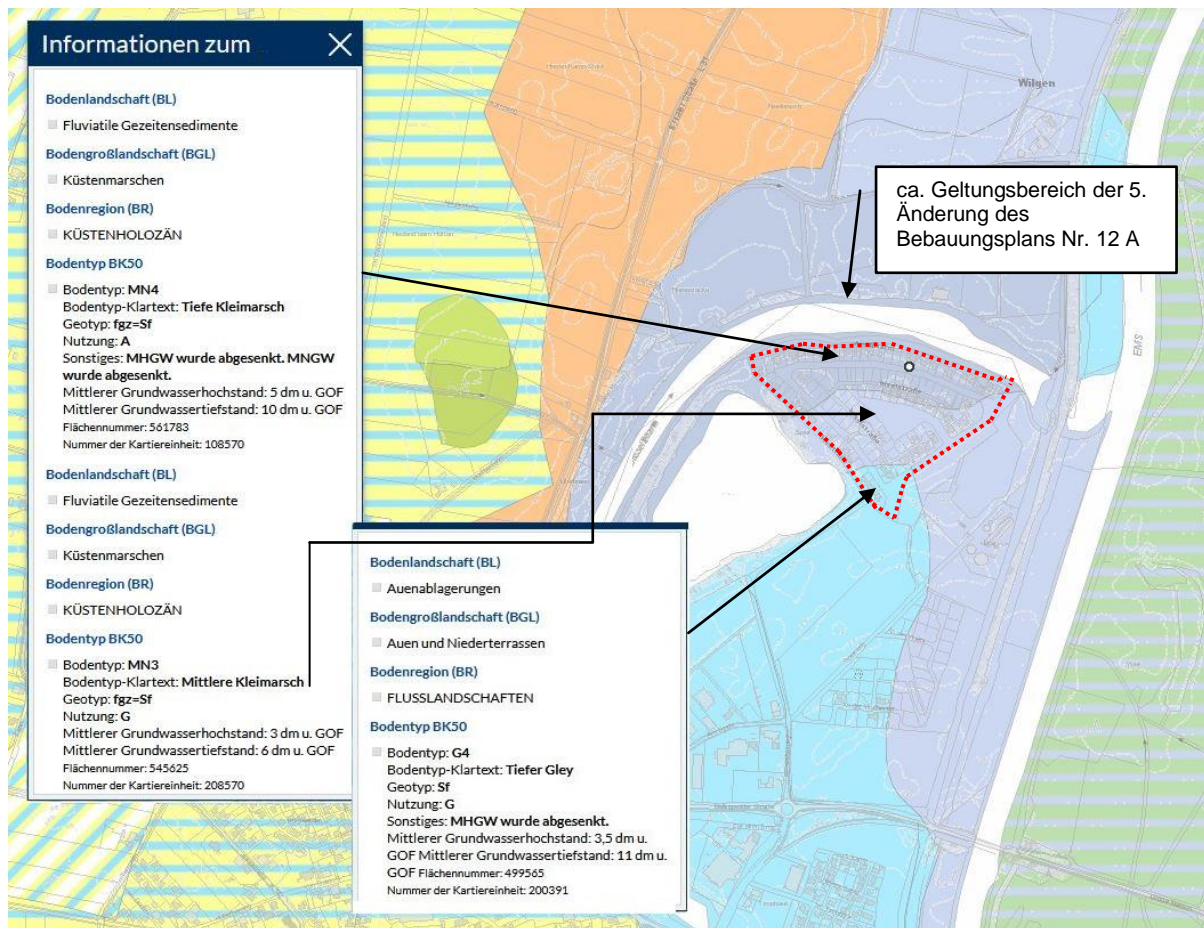 Informationen zum
Bodenlandschaft (BL)
Fluviatile Gezeitensedimente
Bodengroßlandschaft (BGL)
Küstenmarschen
Bodenregion (BR)
KÜSTENHOLOZÄN
Bodentyp BK50
Bodentyp: MN4
Bodentyp-Klartext: Tiefe Kleimarsch
Geotyp: fgz=Sf
Nutzung: A
Sonstiges: MHGW wurde abgesenkt. MNGW
wurde abgesenkt.
Mittlerer Grundwasserhochstand: 5 dm u. GOF
Mittlerer Grundwassertiefstand: 10 dm u. GOF
Flächennummer: 561783
Nummer der Kartiereinheit: 108570
Bodenlandschaft (BL)
Fluviatile Gezeitensedimente
Bodengroßlandschaft (BGL)
Küstenmarschen
Bodenregion (BR)
KÜSTENHOLOZÄN
Bodentyp BK50
Bodentyp: MN3
Bodentyp-Klartext: Mittlere Kleimarsch
Geotyp: fgz=Sf
Nutzung: G
Mittlerer Grundwasserhochstand: 3 dm u. GOF
Mittlerer Grundwassertiefstand: 6 dm u. GOF
Flächennummer: 545625
Nummer der Kartiereinheit: 208570
Bodenlandschaft (BL)
Auenablagerungen
Bodengroßlandschaft (BGL)
Auen und Niederterrassen
Bodenregion (BR)
FLUSSLANDSCHAFTEN
Bodentyp BK50
Bodentyp: G4
Bodentyp-Klartext: Tiefer Gley
Geotyp: Sf
Nutzung: G
Sonstiges: MHGW wurde abgesenkt.
Mittlerer Grundwasserhochstand: 3,5 dm u.
GOF Mittlerer Grundwassertiefstand: 11 dm u.
GOF Flächennummer: 499565
Nummer der Kartiereinheit: 200391
ca. Geltungsbereich der 5.
Änderung des
Bebauungsplans Nr. 12 A
Wilgen
EMS